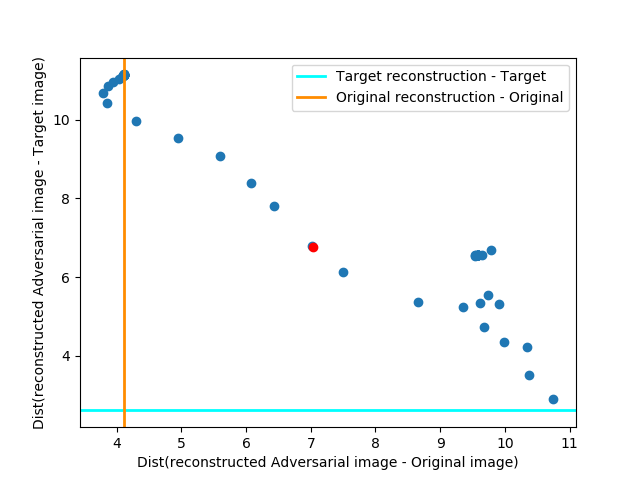 Target reconstruction - Target
Original reconstruction - Original
Dist(reconstructed Adversarial image - Target image)
10
8
6
4
4 5 6 7 8 9 10 11
Dist(reconstructed Adversarial image - Original image)